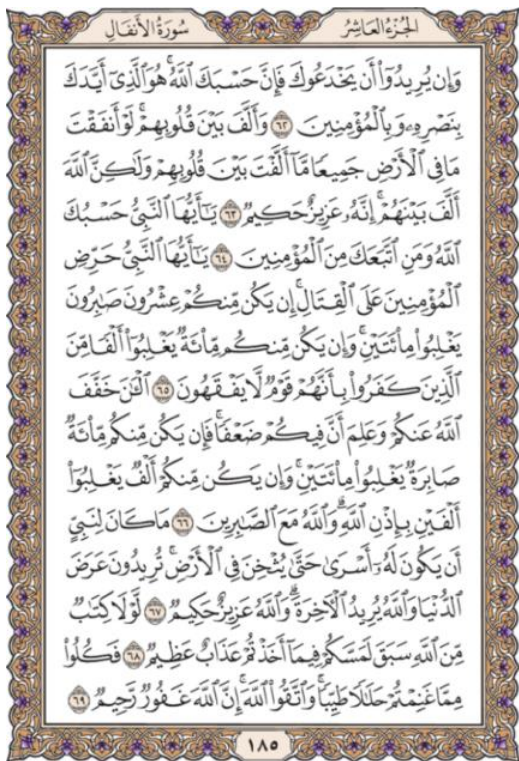 الجزء العاشر
سورة الأنفال
وَإِن يُرِيدُوٓا۟ أَن يَخْدَعُوكَ فَإِنَّ حَسْبَكَ ٱللَّهُ ۚ هُوَ ٱلَّذِىٓ أَيَّدَكَ
بِنَصْرِهِۦ وَبِٱلْمُؤْمِنِينَ ٦٢ وَأَلَّفَ بَيْنَ قُلُوبِهِمْ ۚ لَوْ أَنفَقْتَ
مَا فِى ٱلْأَرْضِ جَمِيعًا مَّآ أَلَّفْتَ بَيْنَ قُلُوبِهِمْ وَلَـٰكِنَّ ٱللَّهَ
أَلَّفَ بَيْنَهُمْ ۚ إِنَّهُۥ عَزِيزٌ حَكِيمٌ ٦٣ يَـٰٓأَيُّهَا ٱلنَّبِىُّ حَسْبُكَ
ٱللَّهُ وَمَنِ ٱتَّبَعَكَ مِنَ ٱلْمُؤْمِنِينَ ٦٤ يَـٰٓأَيُّهَا ٱلنَّبِىُّ حَرِّضِ
ٱلْمُؤْمِنِينَ عَلَى ٱلْقِتَالِ ۚ إِن يَكُن مِّنكُمْ عِشْرُونَ صَـٰبِرُونَ
يَغْلِبُوا۟ مِا۟ئَتَيْنِ ۚ وَإِن يَكُن مِّنكُم مِّا۟ئَةٌ يَغْلِبُوٓا۟ أَلْفًا مِّنَ
ٱلَّذِينَ كَفَرُوا۟ بِأَنَّهُمْ قَوْمٌ لَّا يَفْقَهُونَ ٦٥ ٱلْـَٔـٰنَ خَفَّفَ
ٱللَّهُ عَنكُمْ وَعَلِمَ أَنَّ فِيكُمْ ضَعْفًا ۚ فَإِن يَكُن مِّنكُم مِّا۟ئَةٌ
صَابِرَةٌ يَغْلِبُوا۟ مِا۟ئَتَيْنِ ۚ وَإِن يَكُن مِّنكُمْ أَلْفٌ يَغْلِبُوٓا۟
أَلْفَيْنِ بِإِذْنِ ٱللَّهِ ۗ وَٱللَّهُ مَعَ ٱلصَّـٰبِرِينَ ٦٦ مَا كَانَ لِنَبِىٍّ
أَن يَكُونَ لَهُۥٓ أَسْرَىٰ حَتَّىٰ يُثْخِنَ فِى ٱلْأَرْضِ ۚ تُرِيدُونَ عَرَضَ
ٱلدُّنْيَا وَٱللَّهُ يُرِيدُ ٱلْـَٔاخِرَةَ ۗ وَٱللَّهُ عَزِيزٌ حَكِيمٌ ٦٧ لَّوْلَا كِتَـٰبٌ
مِّنَ ٱللَّهِ سَبَقَ لَمَسَّكُمْ فِيمَآ أَخَذْتُمْ عَذَابٌ عَظِيمٌ ٦٨ فَكُلُوا۟
مِمَّا غَنِمْتُمْ حَلَـٰلًا طَيِّبًا ۚ وَٱتَّقُوا۟ ٱللَّهَ ۚ إِنَّ ٱللَّهَ غَفُورٌ رَّحِيمٌ ٦٩
١٨٥